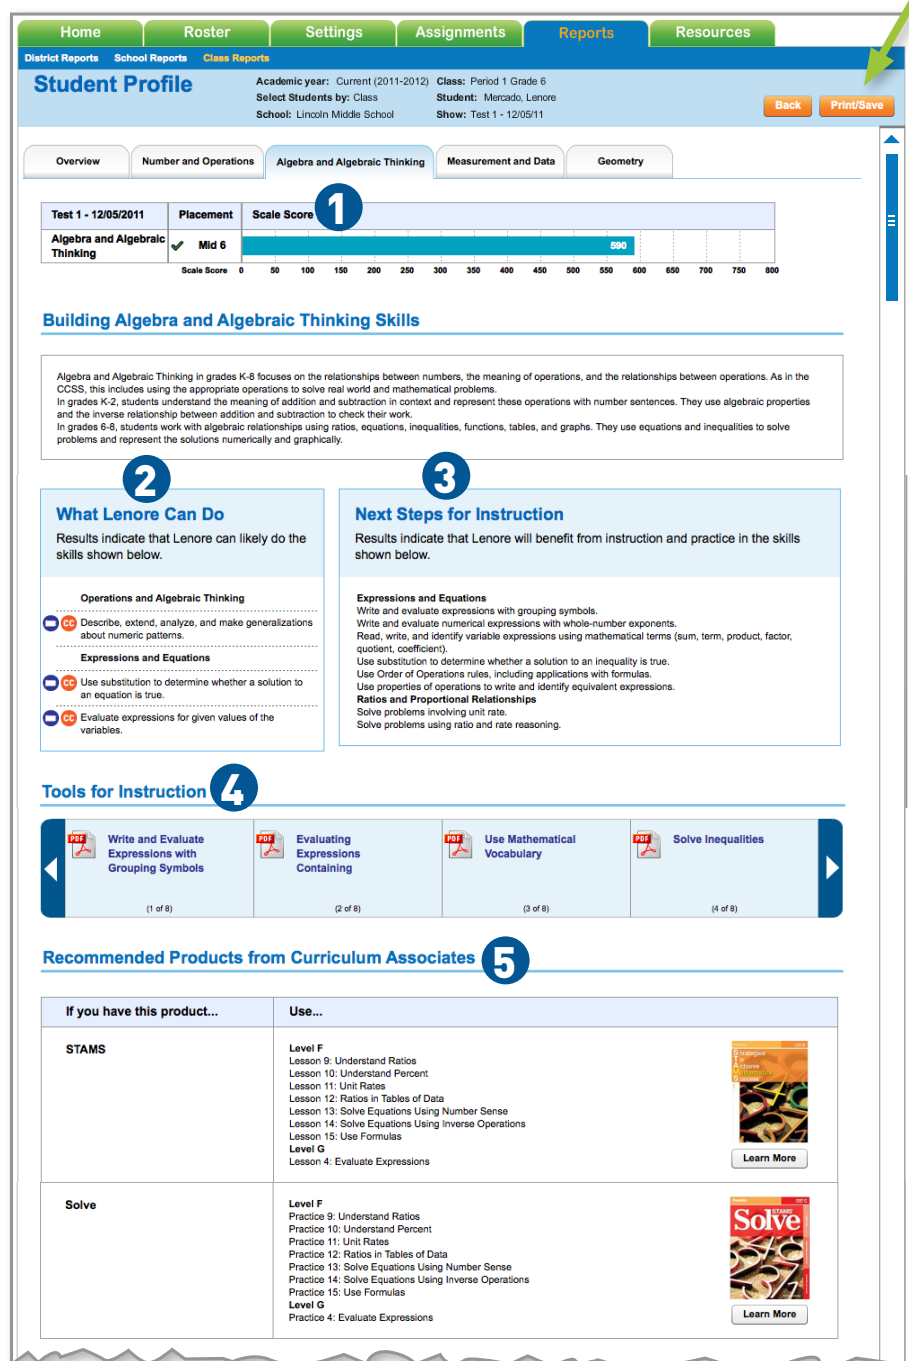 Home Roster Settings Assignments Reports Resources
District Reports School Reports Class Reports
Student Profile
Academic year: Current (2011-2012) Class: Period 1 Grade 6
Select Students by: Class Student: Mercado, Lenore
School: Lincoln Middle School Show: Test 1 - 12/05/11
Back Print/Save
Overview Number and Operations Algebra and Algebraic Thinking Measurement and Data Geometry
1
Test 1 - 12/05/2011 Placement Scale Score
Algebra and Algebraic Thinking Mid 6 590
Scale Score 0 50 100 150 200 250 300 350 400 450 500 550 600 650 700 750 800
Building Algebra and Algebraic Thinking Skills
Algebra and Algebraic Thinking in grades K-8 focuses on the relationships between numbers, the meaning of operations, and the relationships between operations. As in the
CCSS, this includes using the appropriate operations to solve real world and mathematical problems.
In grades K-2, students understand the meaning of addition and subtraction in context and represent these operations with number sentences. They use algebraic properties
and the inverse relationship between addition and subtraction to check their work.
In grades 6-8, students work with algebraic relationships using ratios, equations, inequalities, functions, tables, and graphs. They use equations and inequalities to solve
problems and represent the solutions numerically and graphically.
2
What Lenore Can Do
Results indicate that Lenore can likely do the
skills shown below.
Operations and Algebraic Thinking
CC Describe, extend, analyze, and make generalizations
about numeric patterns.
Expressions and Equations
CC Use substitution to determine whether a solution to
an equation is true.
CC Evaluate expressions for given values of the
variables.
3
Next Steps for Instruction
Results indicate that Lenore will benefit from instruction and practice in the skills
shown below.
Expressions and Equations
Write and evaluate expressions with grouping symbols.
Write and evaluate numerical expressions with whole-number exponents.
Read, write, and identify variable expressions using mathematical terms (sum, term, product, factor,
quotient, coefficient).
Use substitution to determine whether a solution to an inequality is true.
Use Order of Operations rules, including applications with formulas.
Use properties of operations to write and identify equivalent expressions.
Ratios and Proportional Relationships
Solve problems involving unit rate.
Solve problems using ratio and rate reasoning.
Tools for Instruction 4
PDF Write and Evaluate
Expressions with
Grouping Symbols
(1 of 8)
PDF Evaluating
Expressions
Containing
(2 of 8)
PDF Use Mathematical
Vocabulary
(3 of 8)
PDF Solve Inequalities
(4 of 8)
Recommended Products from Curriculum Associates 5
If you have this product... Use...
STAMS
Level F
Lesson 9: Understand Ratios
Lesson 10: Understand Percent
Lesson 11: Unit Rates
Lesson 12: Ratios in Tables of Data
Lesson 13: Solve Equations Using Number Sense
Lesson 14: Solve Equations Using Inverse Operations
Lesson 15: Use Formulas
Level G
Lesson 4: Evaluate Expressions
Strategies
To
Achieve
Mathematics
Success
Learn More
Solve
Level F
Practice 9: Understand Ratios
Practice 10: Understand Percent
Practice 11: Unit Rates
Practice 12: Ratios in Tables of Data
Practice 13: Solve Equations Using Number Sense
Practice 14: Solve Equations Using Inverse Operations
Practice 15: Use Formulas
Level G
Practice 4: Evaluate Expressions
STAMS
Solve
Learn More